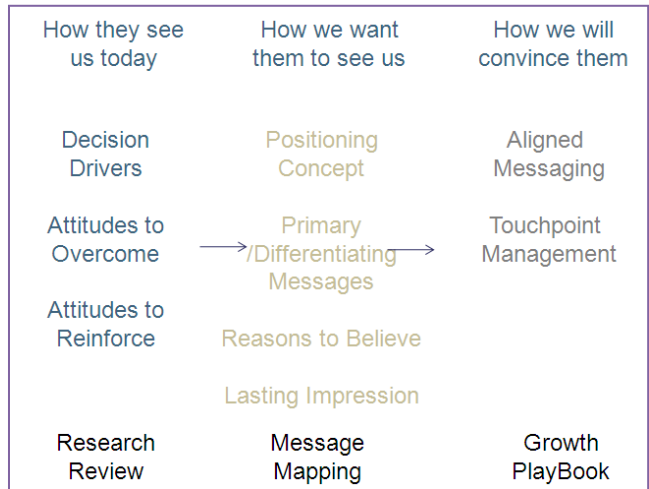 How they see
us today
Decision
Drivers
Attitudes to
Overcome
Attitudes to
Reinforce
Research
Review
How we want
them to see us
Positioning
Concept
Primary
/Differentiating
Messages
Reasons to Believe
Lasting Impression
Message
Mapping
How we will
convince them
Aligned
Messaging
Touchpoint
Management
Growth
PlayBook